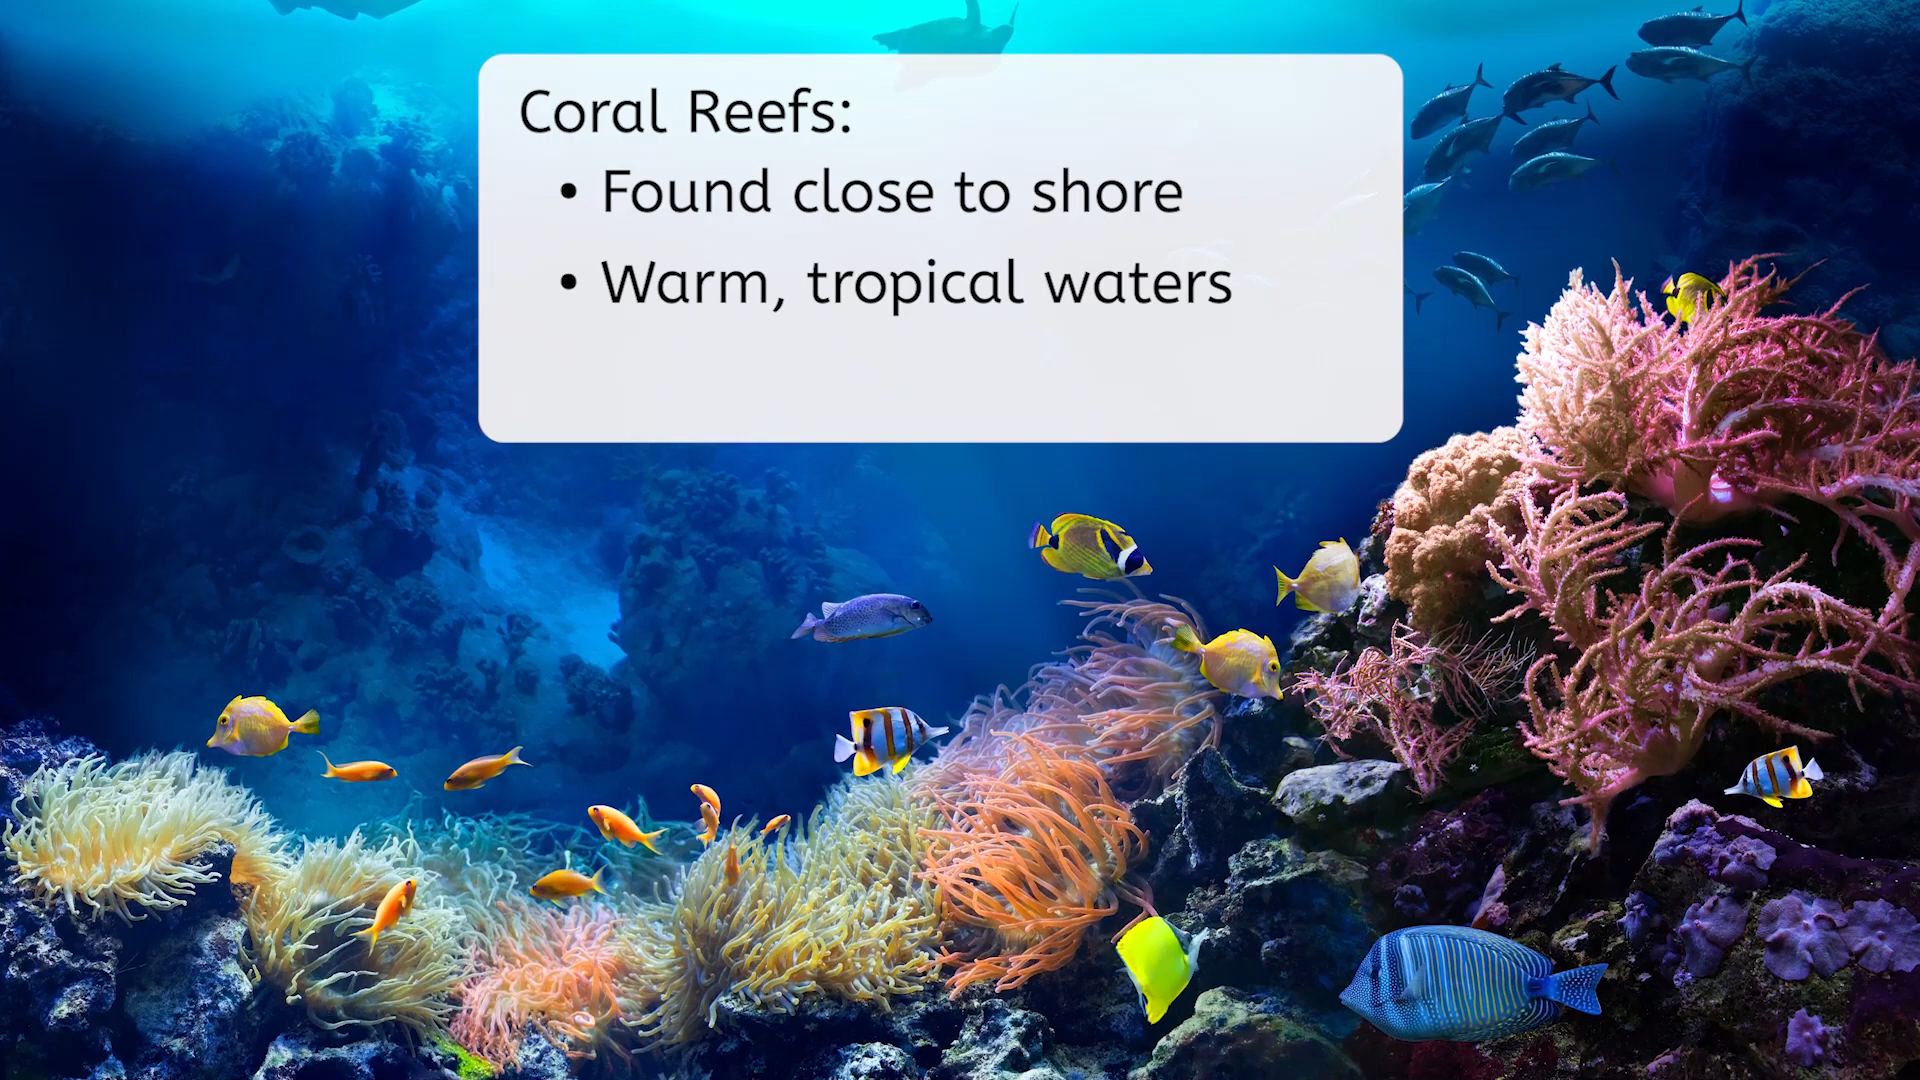 Coral Reefs:
• Found close to shore
• Warm, tropical waters